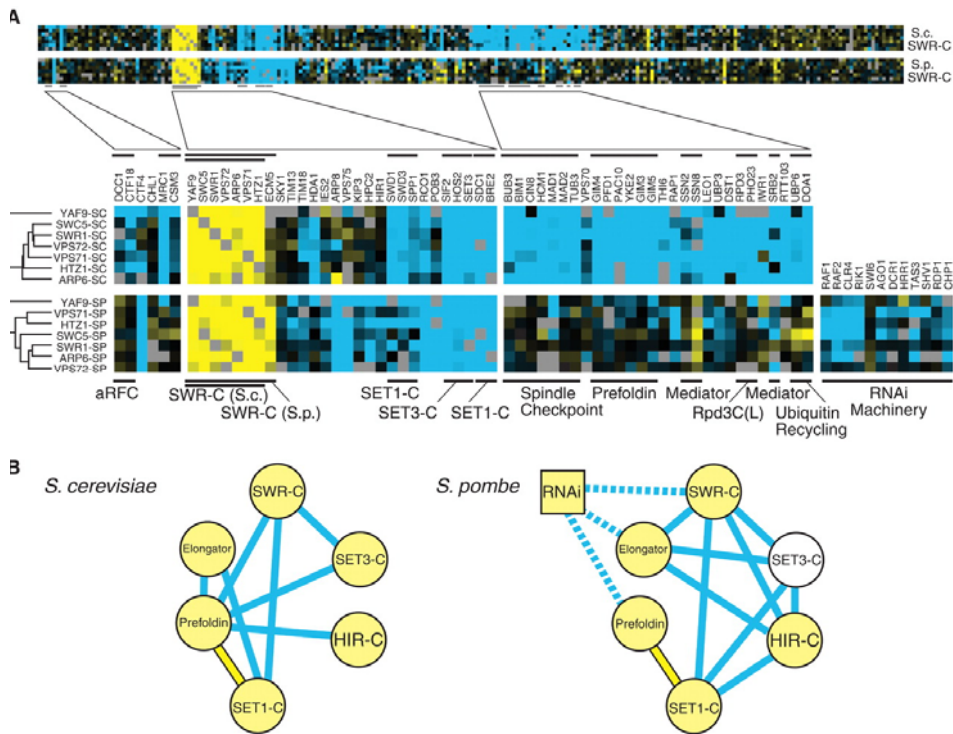 A
S.c.
SWR-C
S.p.
SWR-C
DCC1 CTF18 CTF4 CHL1 MRC1 CSM3 YAF9 SWC5 SWR1 VPS72 ARP6 VPS71 HTZ1 ISKY1 TIM13 TIM18 HDA1 IES2 ARP8 VPS75 KIP3 HPC2 HIR1 SWD1 SWD3 SPP1 RCO1 POB3 SIF2 HOS2 SET3 SDC1 BRE2 BUB3 BIM1 CIN8 HCM1 MAD1 MAD2 TUB3 VPS70 GIM4 PFD1 PAC10 YKE2 GIM3 GIM5 THI6 RAP1 SSN2 SSN8 LEO1 UBP3 DST1 RPD3 PHO23 IWR1 SRB2 RTT103 UBP6 DOA1
RAF1 RAF2 CLR4 RIK1 SWI6 AGO1 DCR1 HRR1 TAS3 SHV1 RDP1 CHP1
YAF9-SC
SWC5-SC
SWR1-SC
VPS72-SC
VPS71-SC
HTZ1-SC
ARP6-SC
YAF9-SP
VPS71-SP
HTZ1-SP
SWC5-SP
SWR1-SP
ARP6-SP
VPS72-SP
aRFC
SWR-C (S.c.)
SWR-C (S.p.)
SET1-C
SET3-C
SET1-C
Spindle
Checkpoint
Prefoldin
Mediator
Rpd3C(L)
Mediator
Ubiquitin
Recycling
RNAi
Machinery
B
S. cerevisiae
SWR-C
Elongator
SET3-C
Prefoldin
HIR-C
SET1-C
S. pombe
RNAi
SWR-C
Elongator
SET3-C
Prefoldin
HIR-C
SET1-C